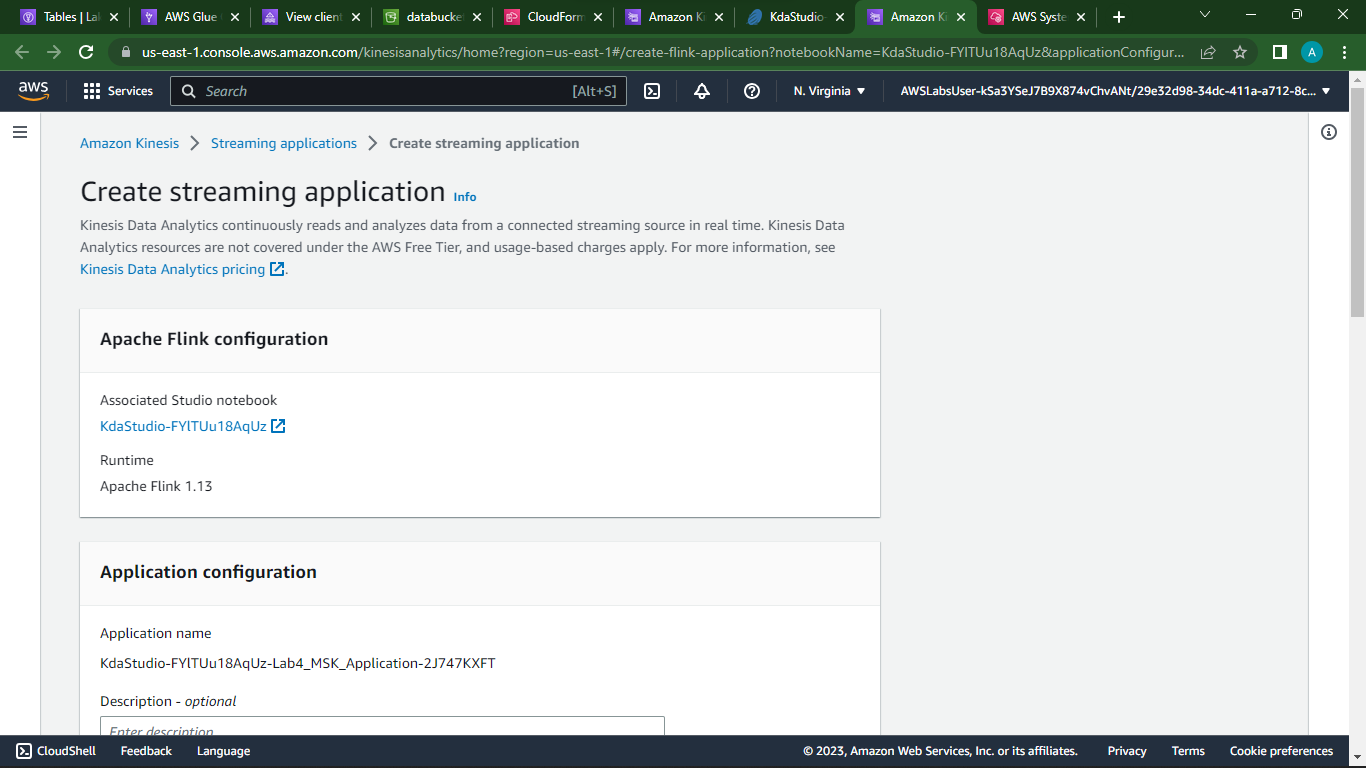 Tables | Lak
AWS Glue
View client
databucket
CloudForm
Amazon Ki
KdaStudio-
Amazon Ki
AWS Syste
us-east-1.console.aws.amazon.com/kinesisanalytics/home?region=us-east-1#/create-flink-application?notebookName=KdaStudio-FYlTUu18AqUz&applicationConfigur...
A
aws
Services
Search
[Alt+S]
N. Virginia
AWSLabsUser-kSa3YSeJ7B9X874vChvANt/29e32d98-34dc-411a-a712-8c...
Amazon Kinesis
Streaming applications
Create streaming application
Create streaming application Info
Kinesis Data Analytics continuously reads and analyzes data from a connected streaming source in real time. Kinesis Data
Analytics resources are not covered under the AWS Free Tier, and usage-based charges apply. For more information, see
Kinesis Data Analytics pricing.
Apache Flink configuration
Associated Studio notebook
KdaStudio-FYlTUu18AqUz
Runtime
Apache Flink 1.13
Application configuration
Application name
KdaStudio-FYlTUu18AqUz-Lab4_MSK_Application-2J747KXFT
Description - optional
Enter description
CloudShell
Feedback
Language
© 2023, Amazon Web Services, Inc. or its affiliates.
Privacy
Terms
Cookie preferences